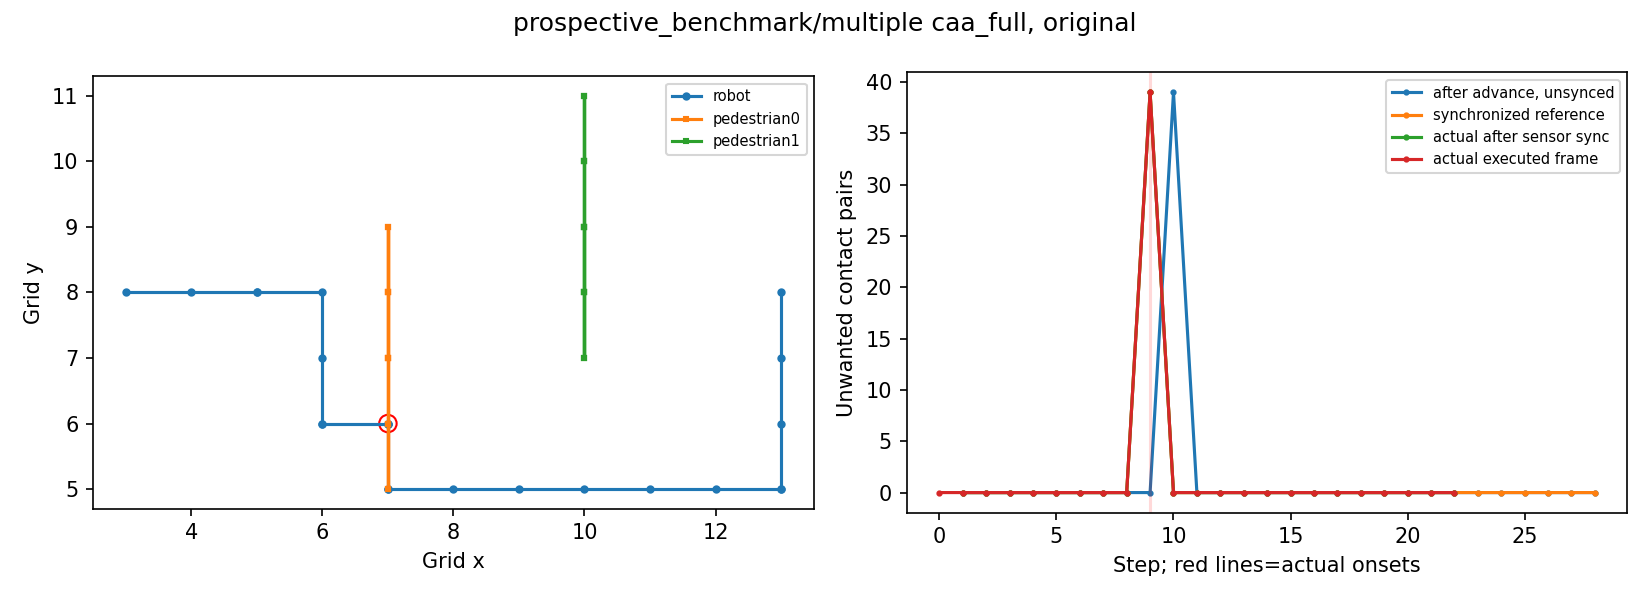 prospective_benchmark/multiple caa_full, original
11
10
9
8
7
6
5
Grid y
4
6
8
10
12
Grid x
robot
pedestrian0
pedestrian1
40
35
30
25
20
15
10
5
0
Unwanted contact pairs
0
5
10
15
20
25
Step; red lines=actual onsets
after advance, unsynced
synchronized reference
actual after sensor sync
actual executed frame